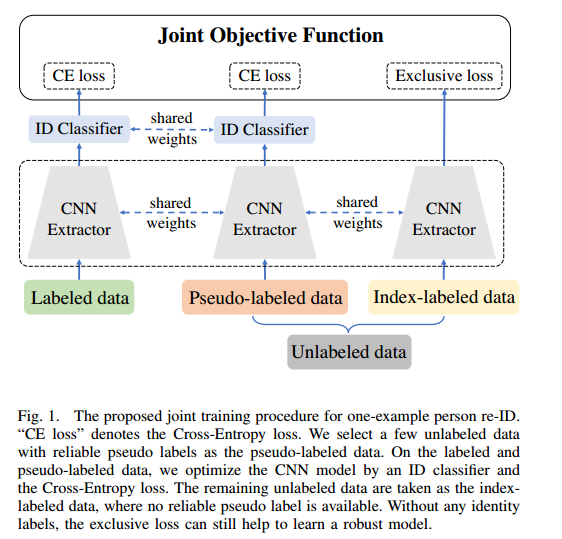 Joint Objective Function
CE loss
CE loss
Exclusive loss
ID Classifier
shared
weights
ID Classifier
CNN
Extractor
shared
weights
CNN
Extractor
shared
weights
CNN
Extractor
Labeled data
Pseudo-labeled data
Index-labeled data
Unlabeled data
Fig. 1. The proposed joint training procedure for one-example person re-ID.
“CE loss” denotes the Cross-Entropy loss. We select a few unlabeled data
with reliable pseudo labels as the pseudo-labeled data. On the labeled and
pseudo-labeled data, we optimize the CNN model by an ID classifier and
the Cross-Entropy loss. The remaining unlabeled data are taken as the index-
labeled data, where no reliable pseudo label is available. Without any identity
labels, the exclusive loss can still help to learn a robust model.